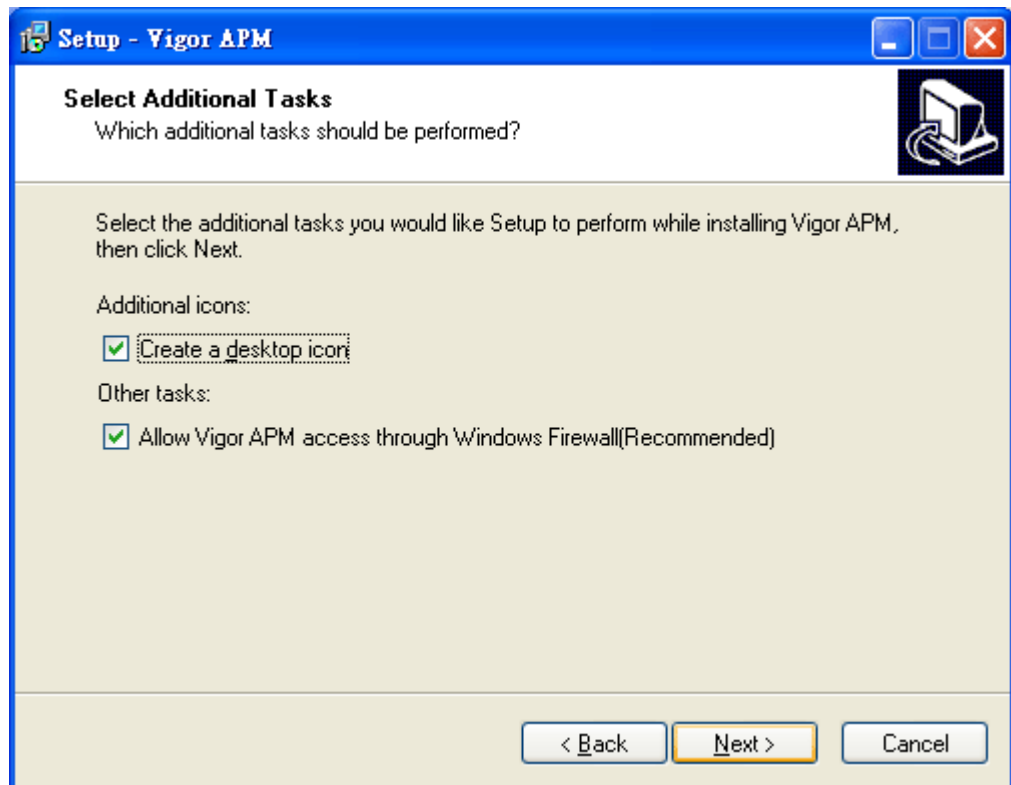 Setup - Vigor APM
Select Additional Tasks
Which additional tasks should be performed?
Select the additional tasks you would like Setup to perform while installing Vigor APM,
then click Next.
Additional icons:
Create a desktop icon
Other tasks:
Allow Vigor APM access through Windows Firewall(Recommended)
< Back
Next >
Cancel